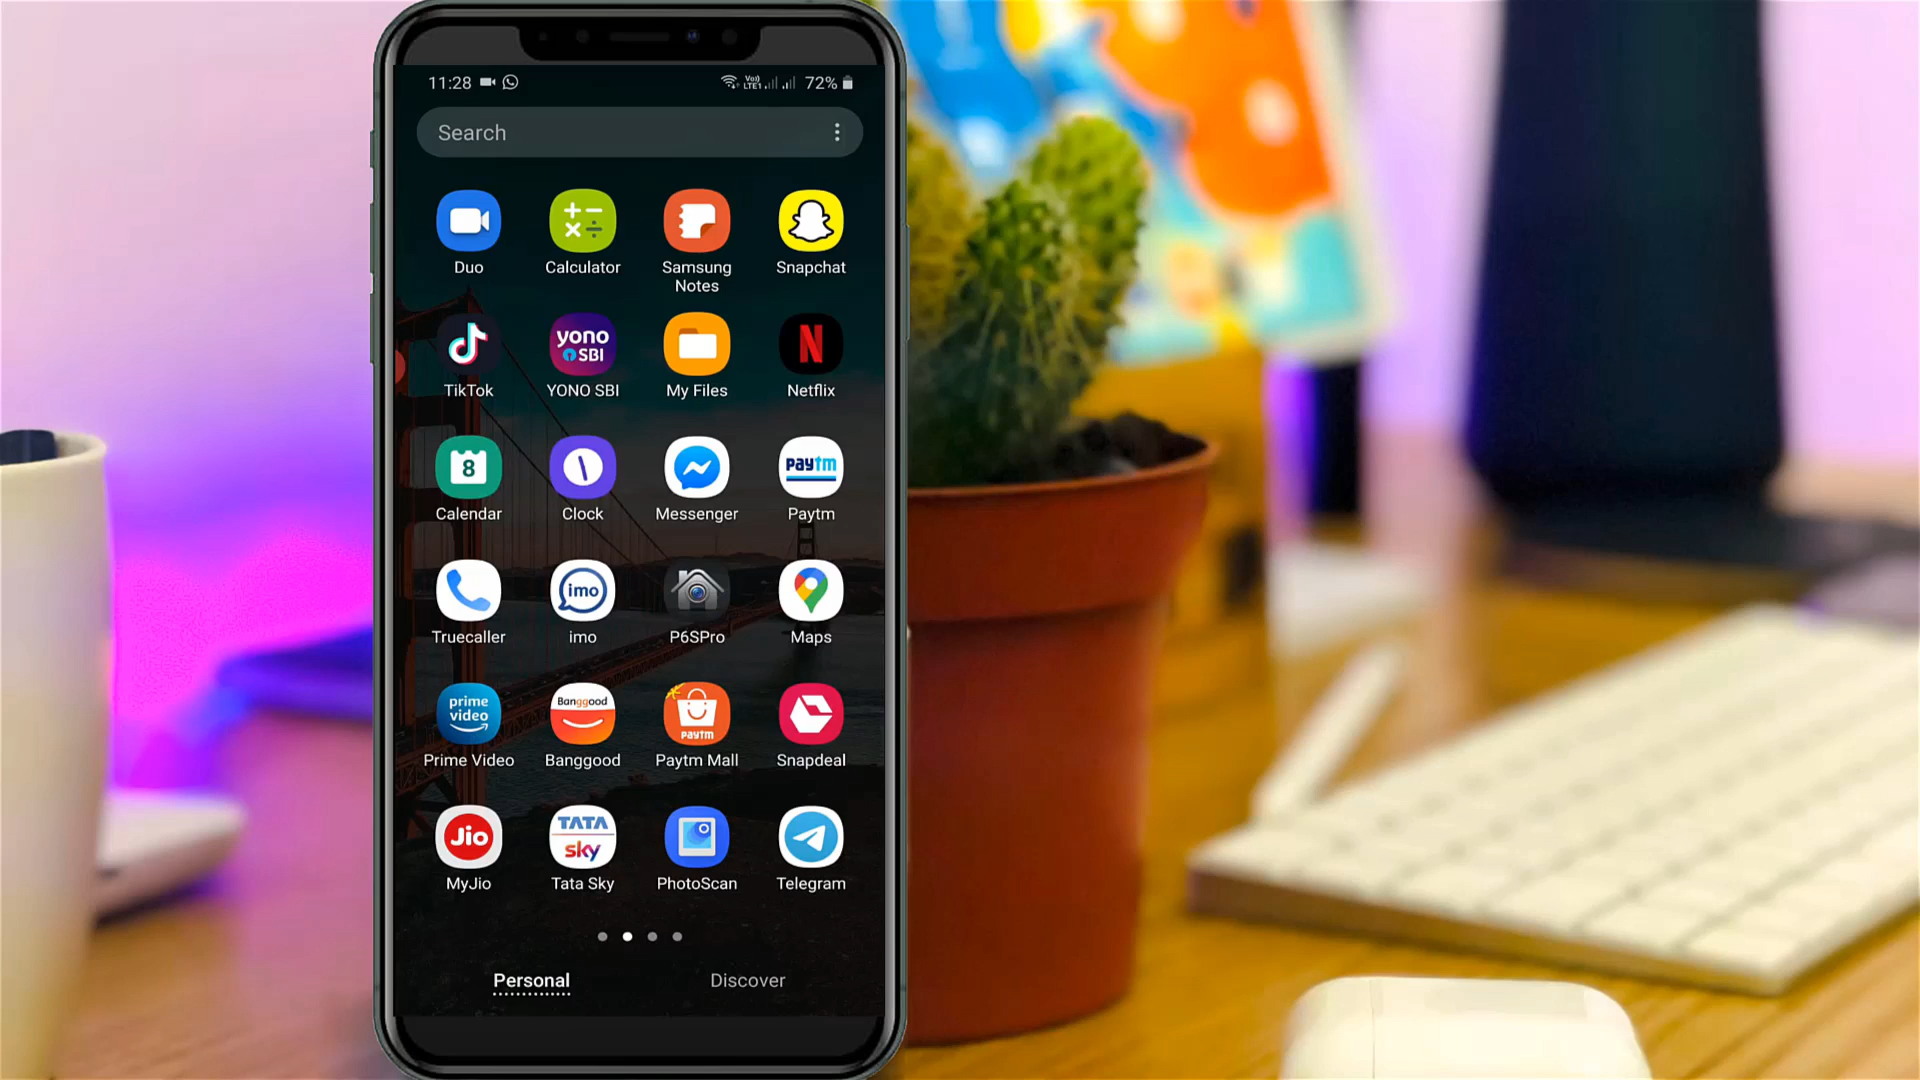 11:28
Vo)) LTE1 72%
Search
Duo Calculator Samsung Notes Snapchat
yono SBI N
TikTok YONO SBI My Files Netflix
8 paytm
Calendar Clock Messenger Paytm
imo
Truecaller imo P6SPro Maps
prime video Banggood paytm
Prime Video Banggood Paytm Mall Snapdeal
Jio TATA sky
MyJio Tata Sky PhotoScan Telegram
Personal Discover